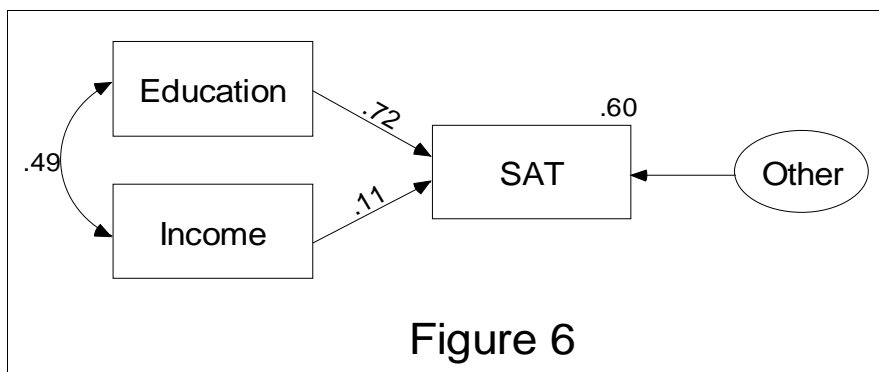 Education
.72
.60
.49
SAT
Other
.11
Income
Figure 6